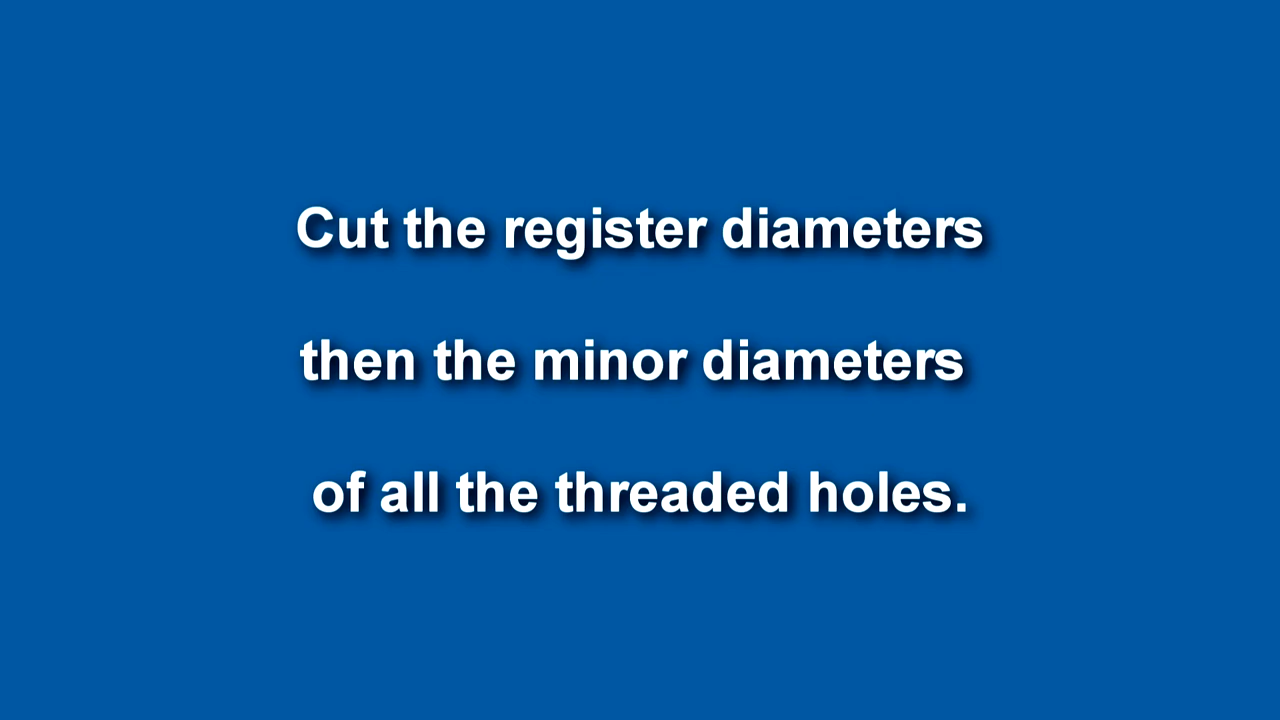 Cut the register diameters
then the minor diameters
of all the threaded holes.